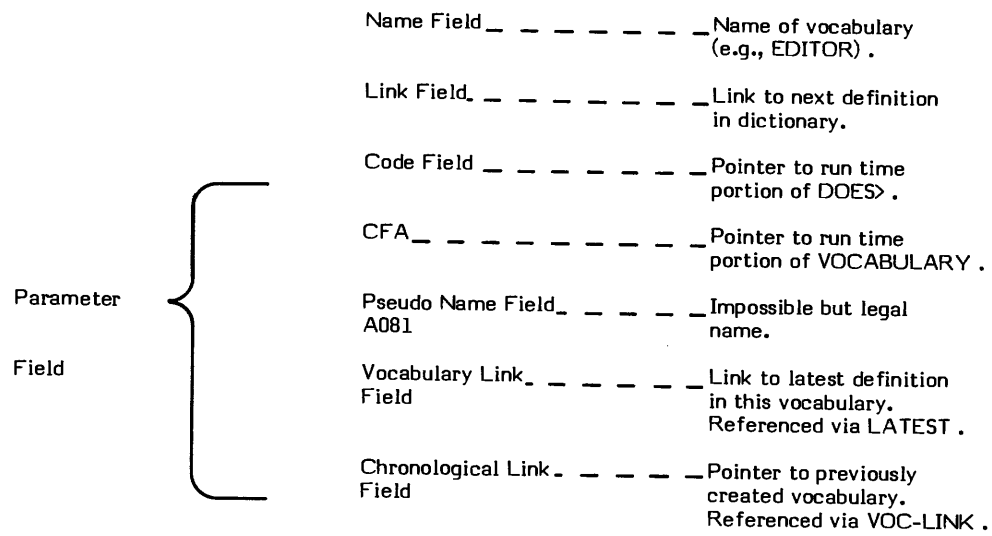 Name Field _ _ _ _ _ _ _ Name of vocabulary
(e.g., EDITOR) .
Link Field _ _ _ _ _ _ _ Link to next definition
in dictionary.
Code Field _ _ _ _ _ _ _ Pointer to run time
portion of DOES> .
CFA _ _ _ _ _ _ _ _ _ Pointer to run time
portion of VOCABULARY .
Parameter
Field
Pseudo Name Field _ _ _ _ _ Impossible but legal
A081 name.
Vocabulary Link _ _ _ _ _ _ Link to latest definition
Field in this vocabulary.
Referenced via LATEST .
Chronological Link _ _ _ _ _ Pointer to previously
Field created vocabulary.
Referenced via VOC-LINK .